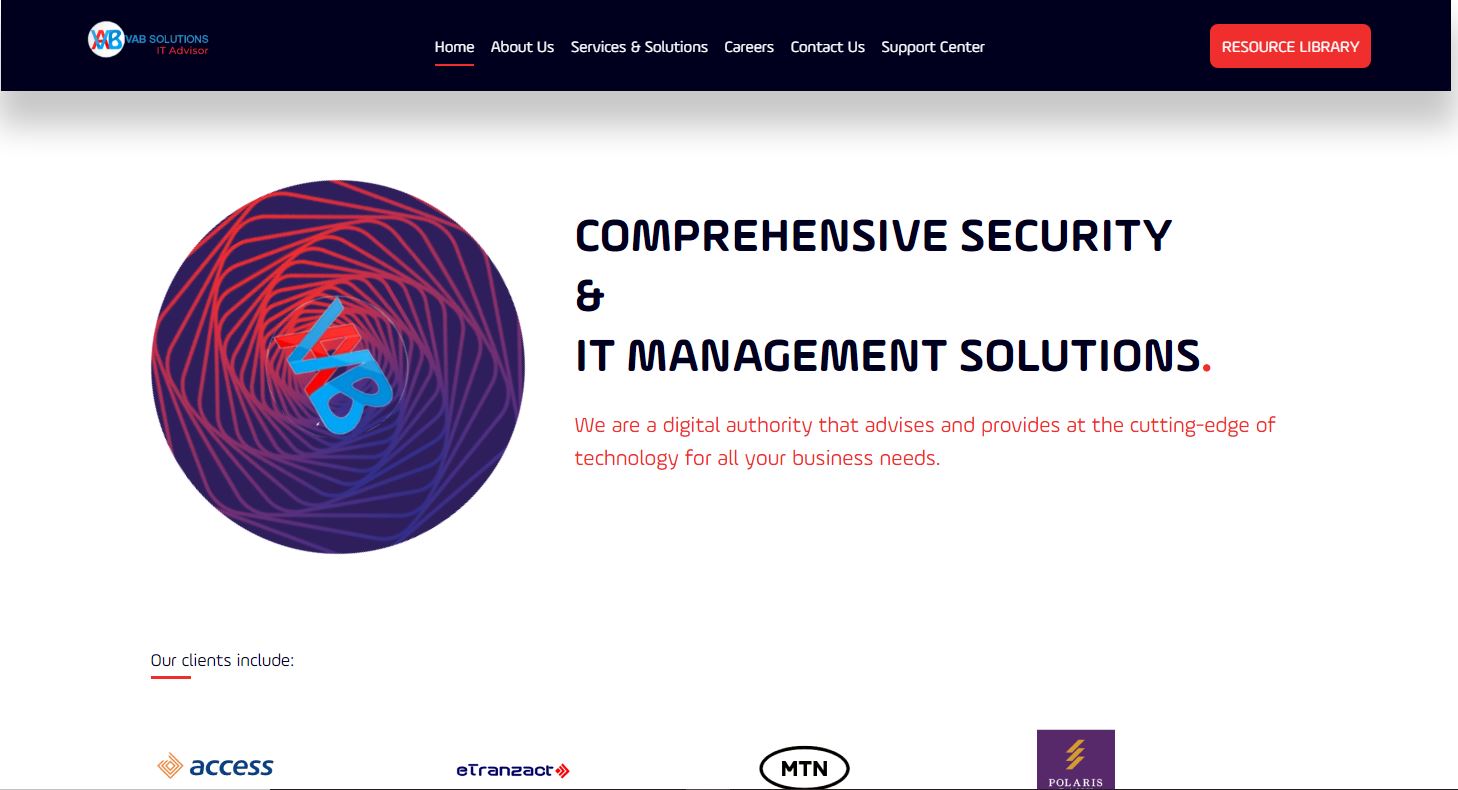 VAB VAB SOLUTIONS
IT Advisor
Home About Us Services & Solutions Careers Contact Us Support Center
RESOURCE LIBRARY
COMPREHENSIVE SECURITY
&
IT MANAGEMENT SOLUTIONS.
VAB
We are a digital authority that advises and provides at the cutting-edge of
technology for all your business needs.
Our clients include:
access eTranzact MTN POLARIS